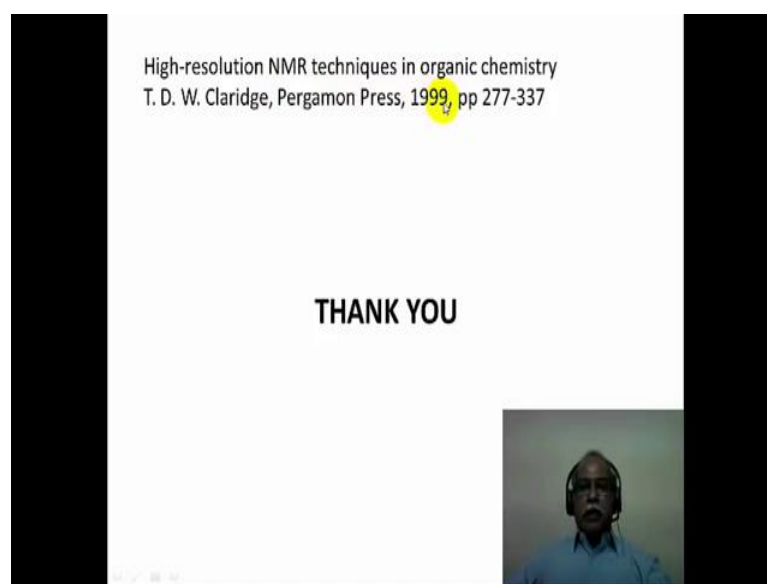 High-resolution NMR techniques in organic chemistry
T. D. W. Claridge, Pergamon Press, 1999, pp 277-337
THANK YOU